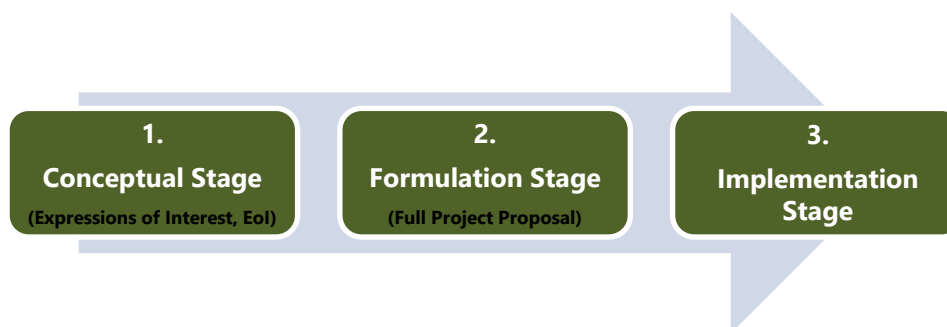 1.
Conceptual Stage
(Expressions of Interest, EoI)
2.
Formulation Stage
(Full Project Proposal)
3.
Implementation
Stage